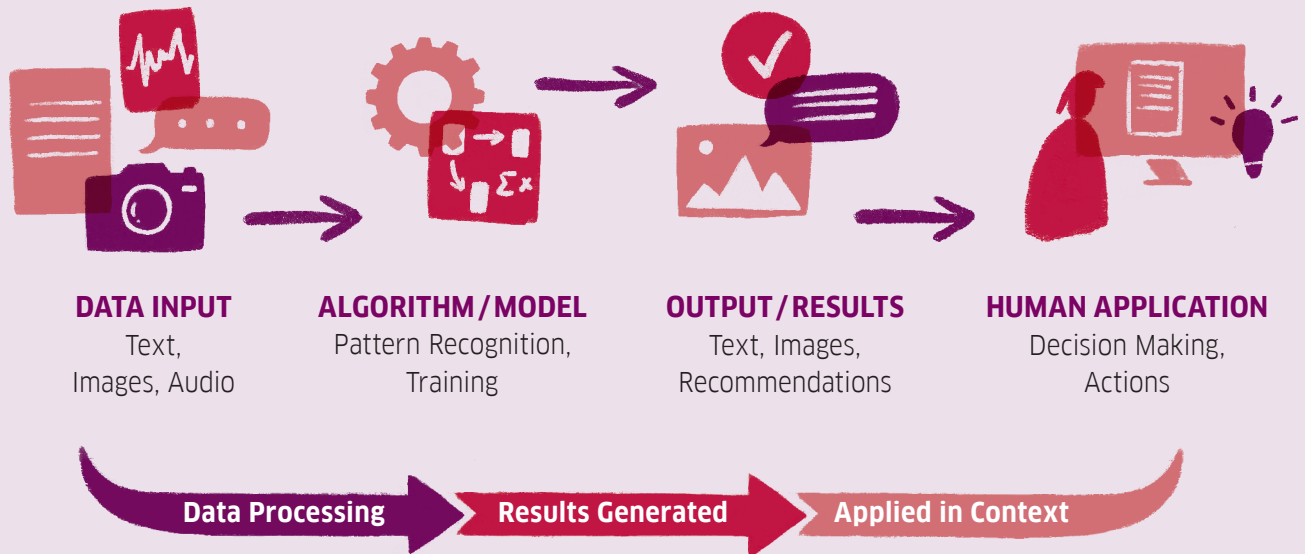 Σx
DATA INPUT
Text,
Images, Audio
ALGORITHM/MODEL
Pattern Recognition,
Training
OUTPUT/RESULTS
Text, Images,
Recommendations
HUMAN APPLICATION
Decision Making,
Actions
Data Processing
Results Generated
Applied in Context